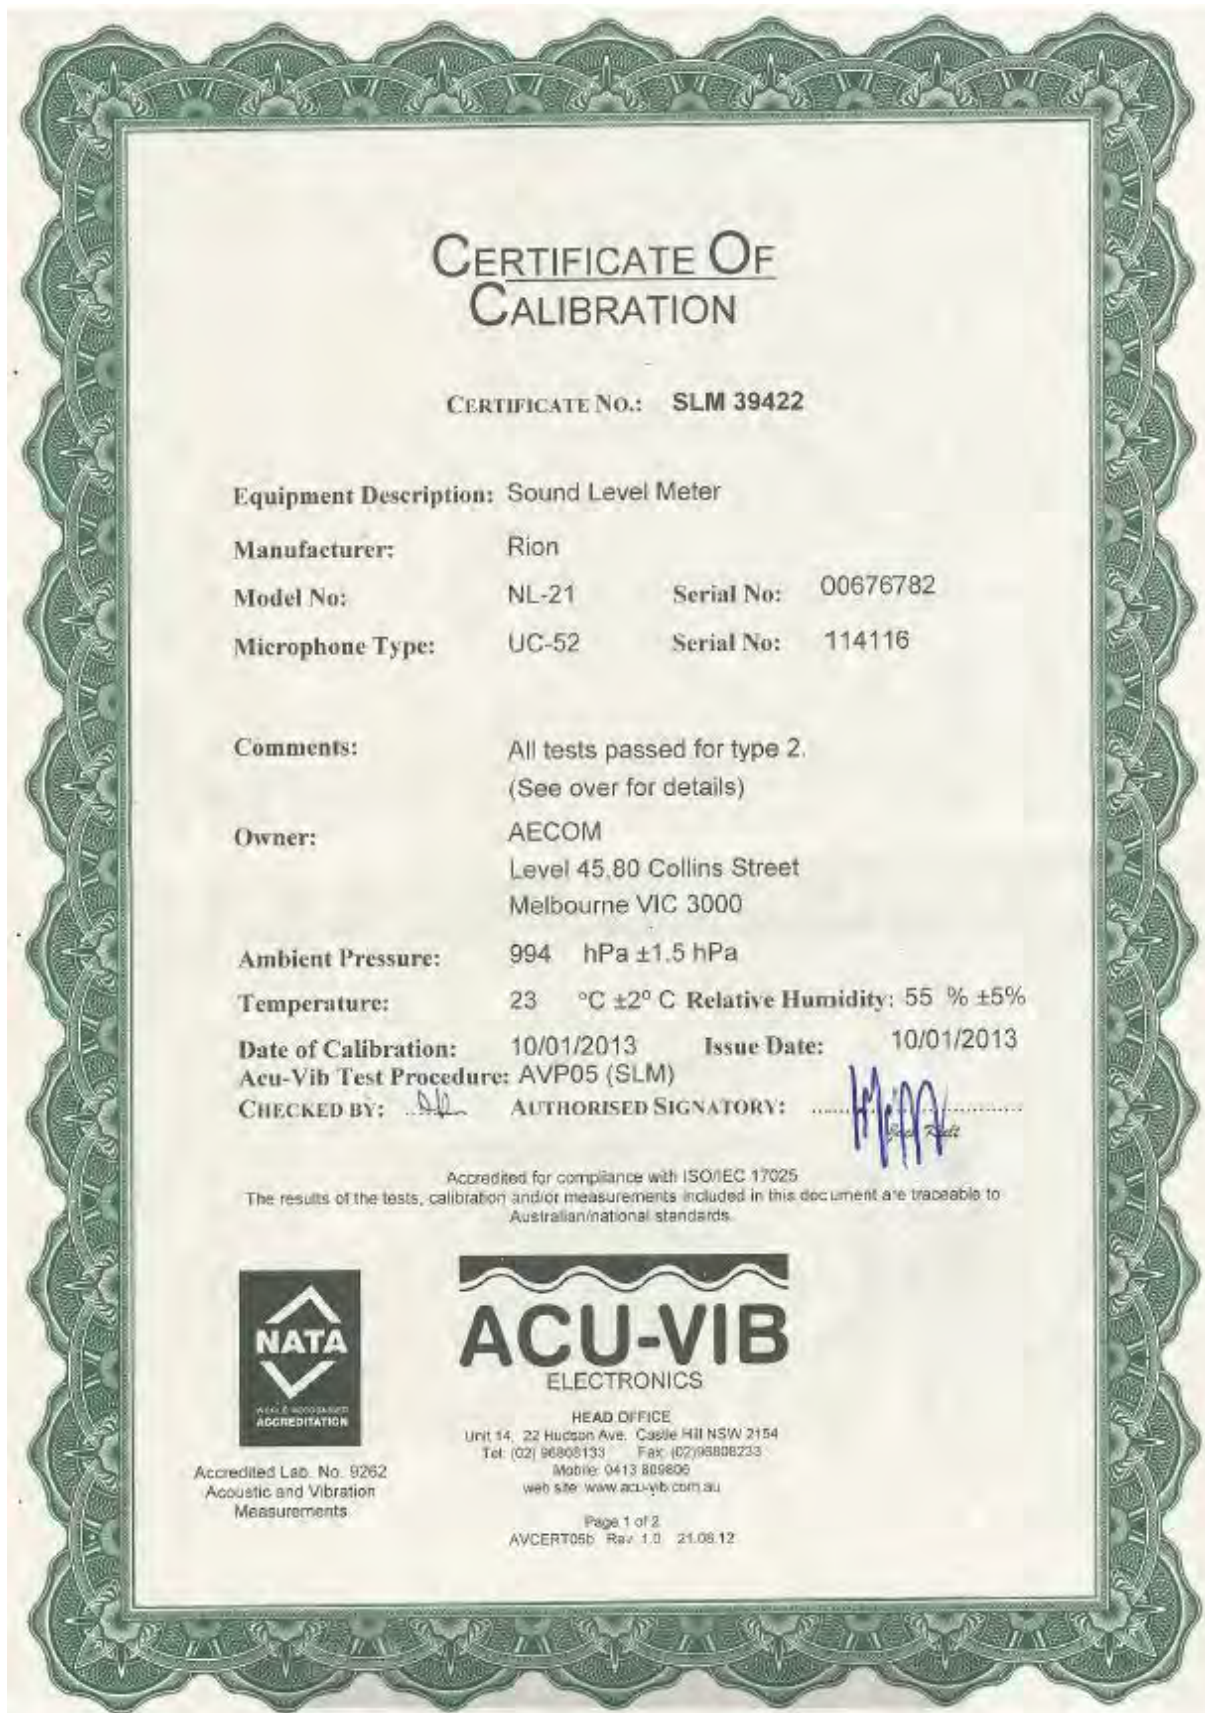 CERTIFICATE OF
CALIBRATION
CERTIFICATE NO.: SLM 39422
Equipment Description: Sound Level Meter
Manufacturer: Rion
Model No: NL-21 Serial No: 00676782
Microphone Type: UC-52 Serial No: 114116
Comments: All tests passed for type 2.
(See over for details)
Owner: AECOM
Level 45,80 Collins Street
Melbourne VIC 3000
Ambient Pressure: 994 hPa ±1.5 hPa
Temperature: 23 °C ±2° C Relative Humidity: 55 % ±5%
Date of Calibration: 10/01/2013 Issue Date: 10/01/2013
Acu-Vib Test Procedure: AVP05 (SLM)
CHECKED BY: AUTHORISED SIGNATORY:
Accredited for compliance with ISO/IEC 17025
The results of the tests, calibration and/or measurements included in this document are traceable to
Australian/national standards.
NATA
WORLD RECOGNISED
ACCREDITATION
Accredited Lab. No. 9262
Acoustic and Vibration
Measurements
ACU-VIB
ELECTRONICS
HEAD OFFICE
Unit 14, 22 Hudson Ave. Castle Hill NSW 2154
Tel: (02) 96808133 Fax: (02)96808233
Mobile: 0413 809806
web site: www.acu-vib.com.au
Page 1 of 2
AVCERT05b Rev. 1.0 21.08.12